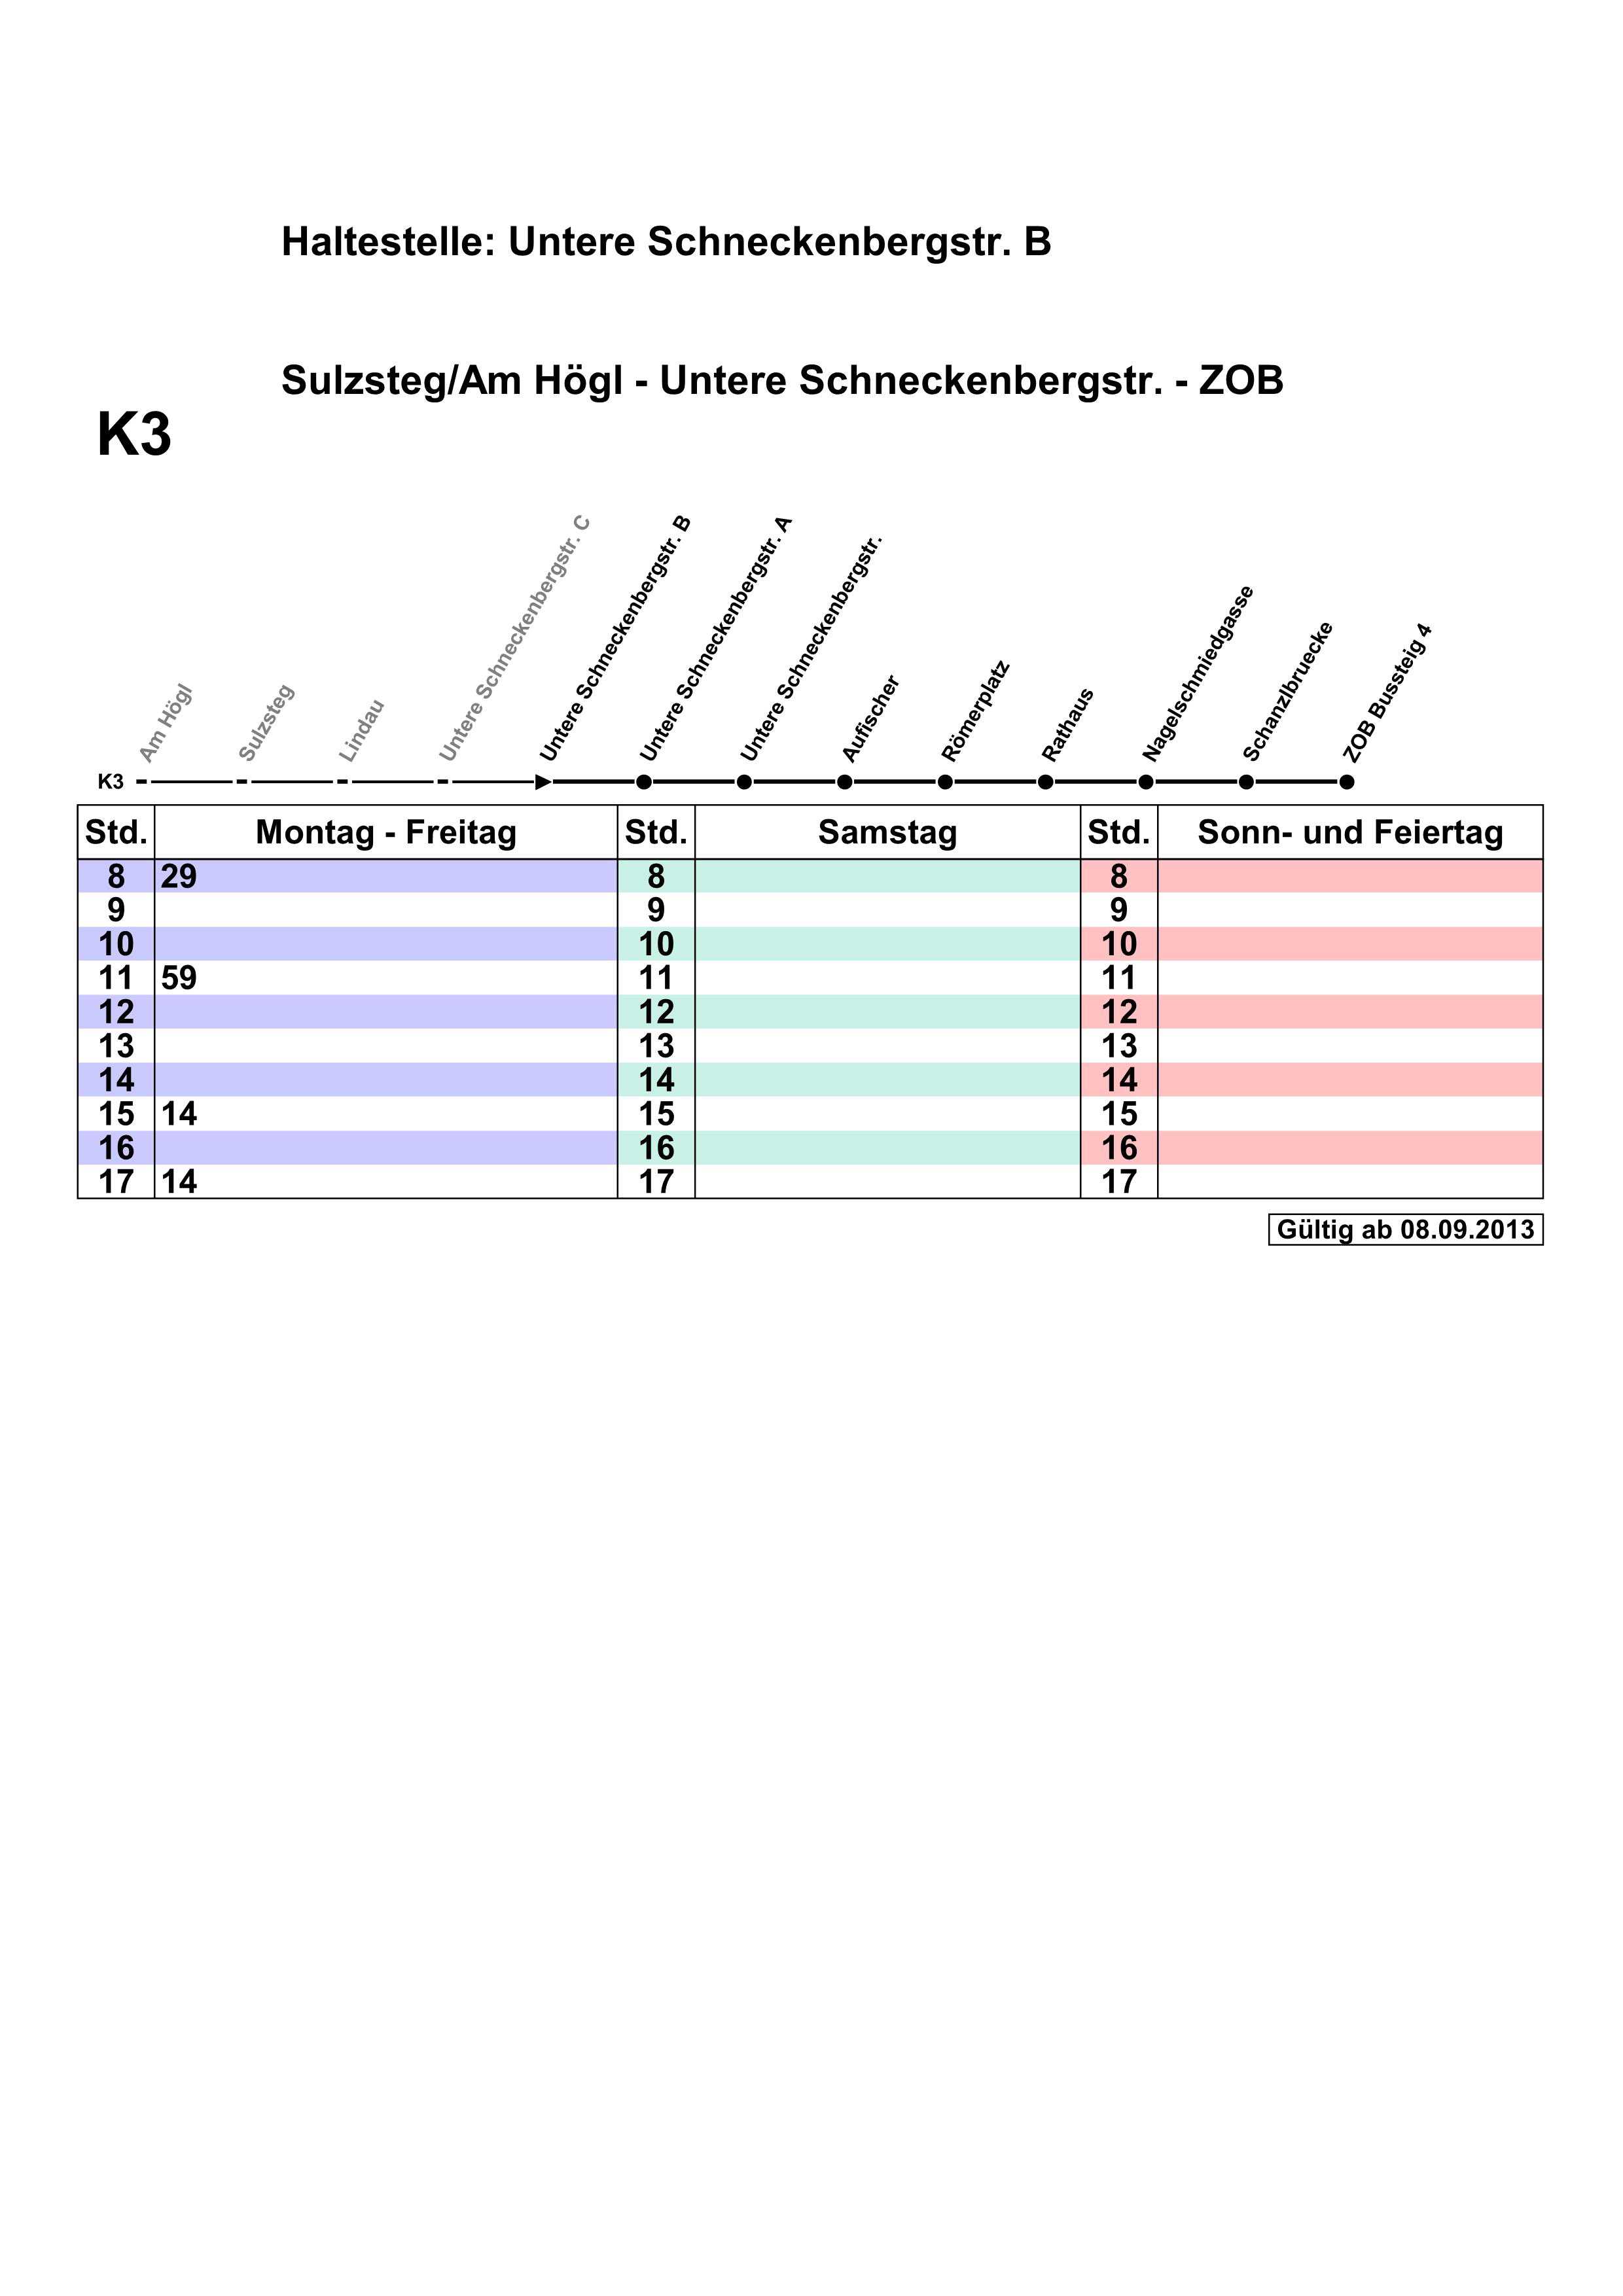 Haltestelle: Untere Schneckenbergstr. B
Sulzsteg/Am Högl - Untere Schneckenbergstr. - ZOB
K3
Am Högl
Sulzsteg
Lindau
Untere Schneckenbergstr. C
Untere Schneckenbergstr. B
Untere Schneckenbergstr. A
Untere Schneckenbergstr.
Aufischer
Römerplatz
Rathaus
Nagelschmiedgasse
Schanzlbruecke
ZOB Bussteig 4
K3
Std. Montag - Freitag Std. Samstag Std. Sonn- und Feiertag
8 29 8 8
9 9 9
10 10 10
11 59 11 11
12 12 12
13 13 13
14 14 14
15 14 15 15
16 16 16
17 14 17 17
Gültig ab 08.09.2013